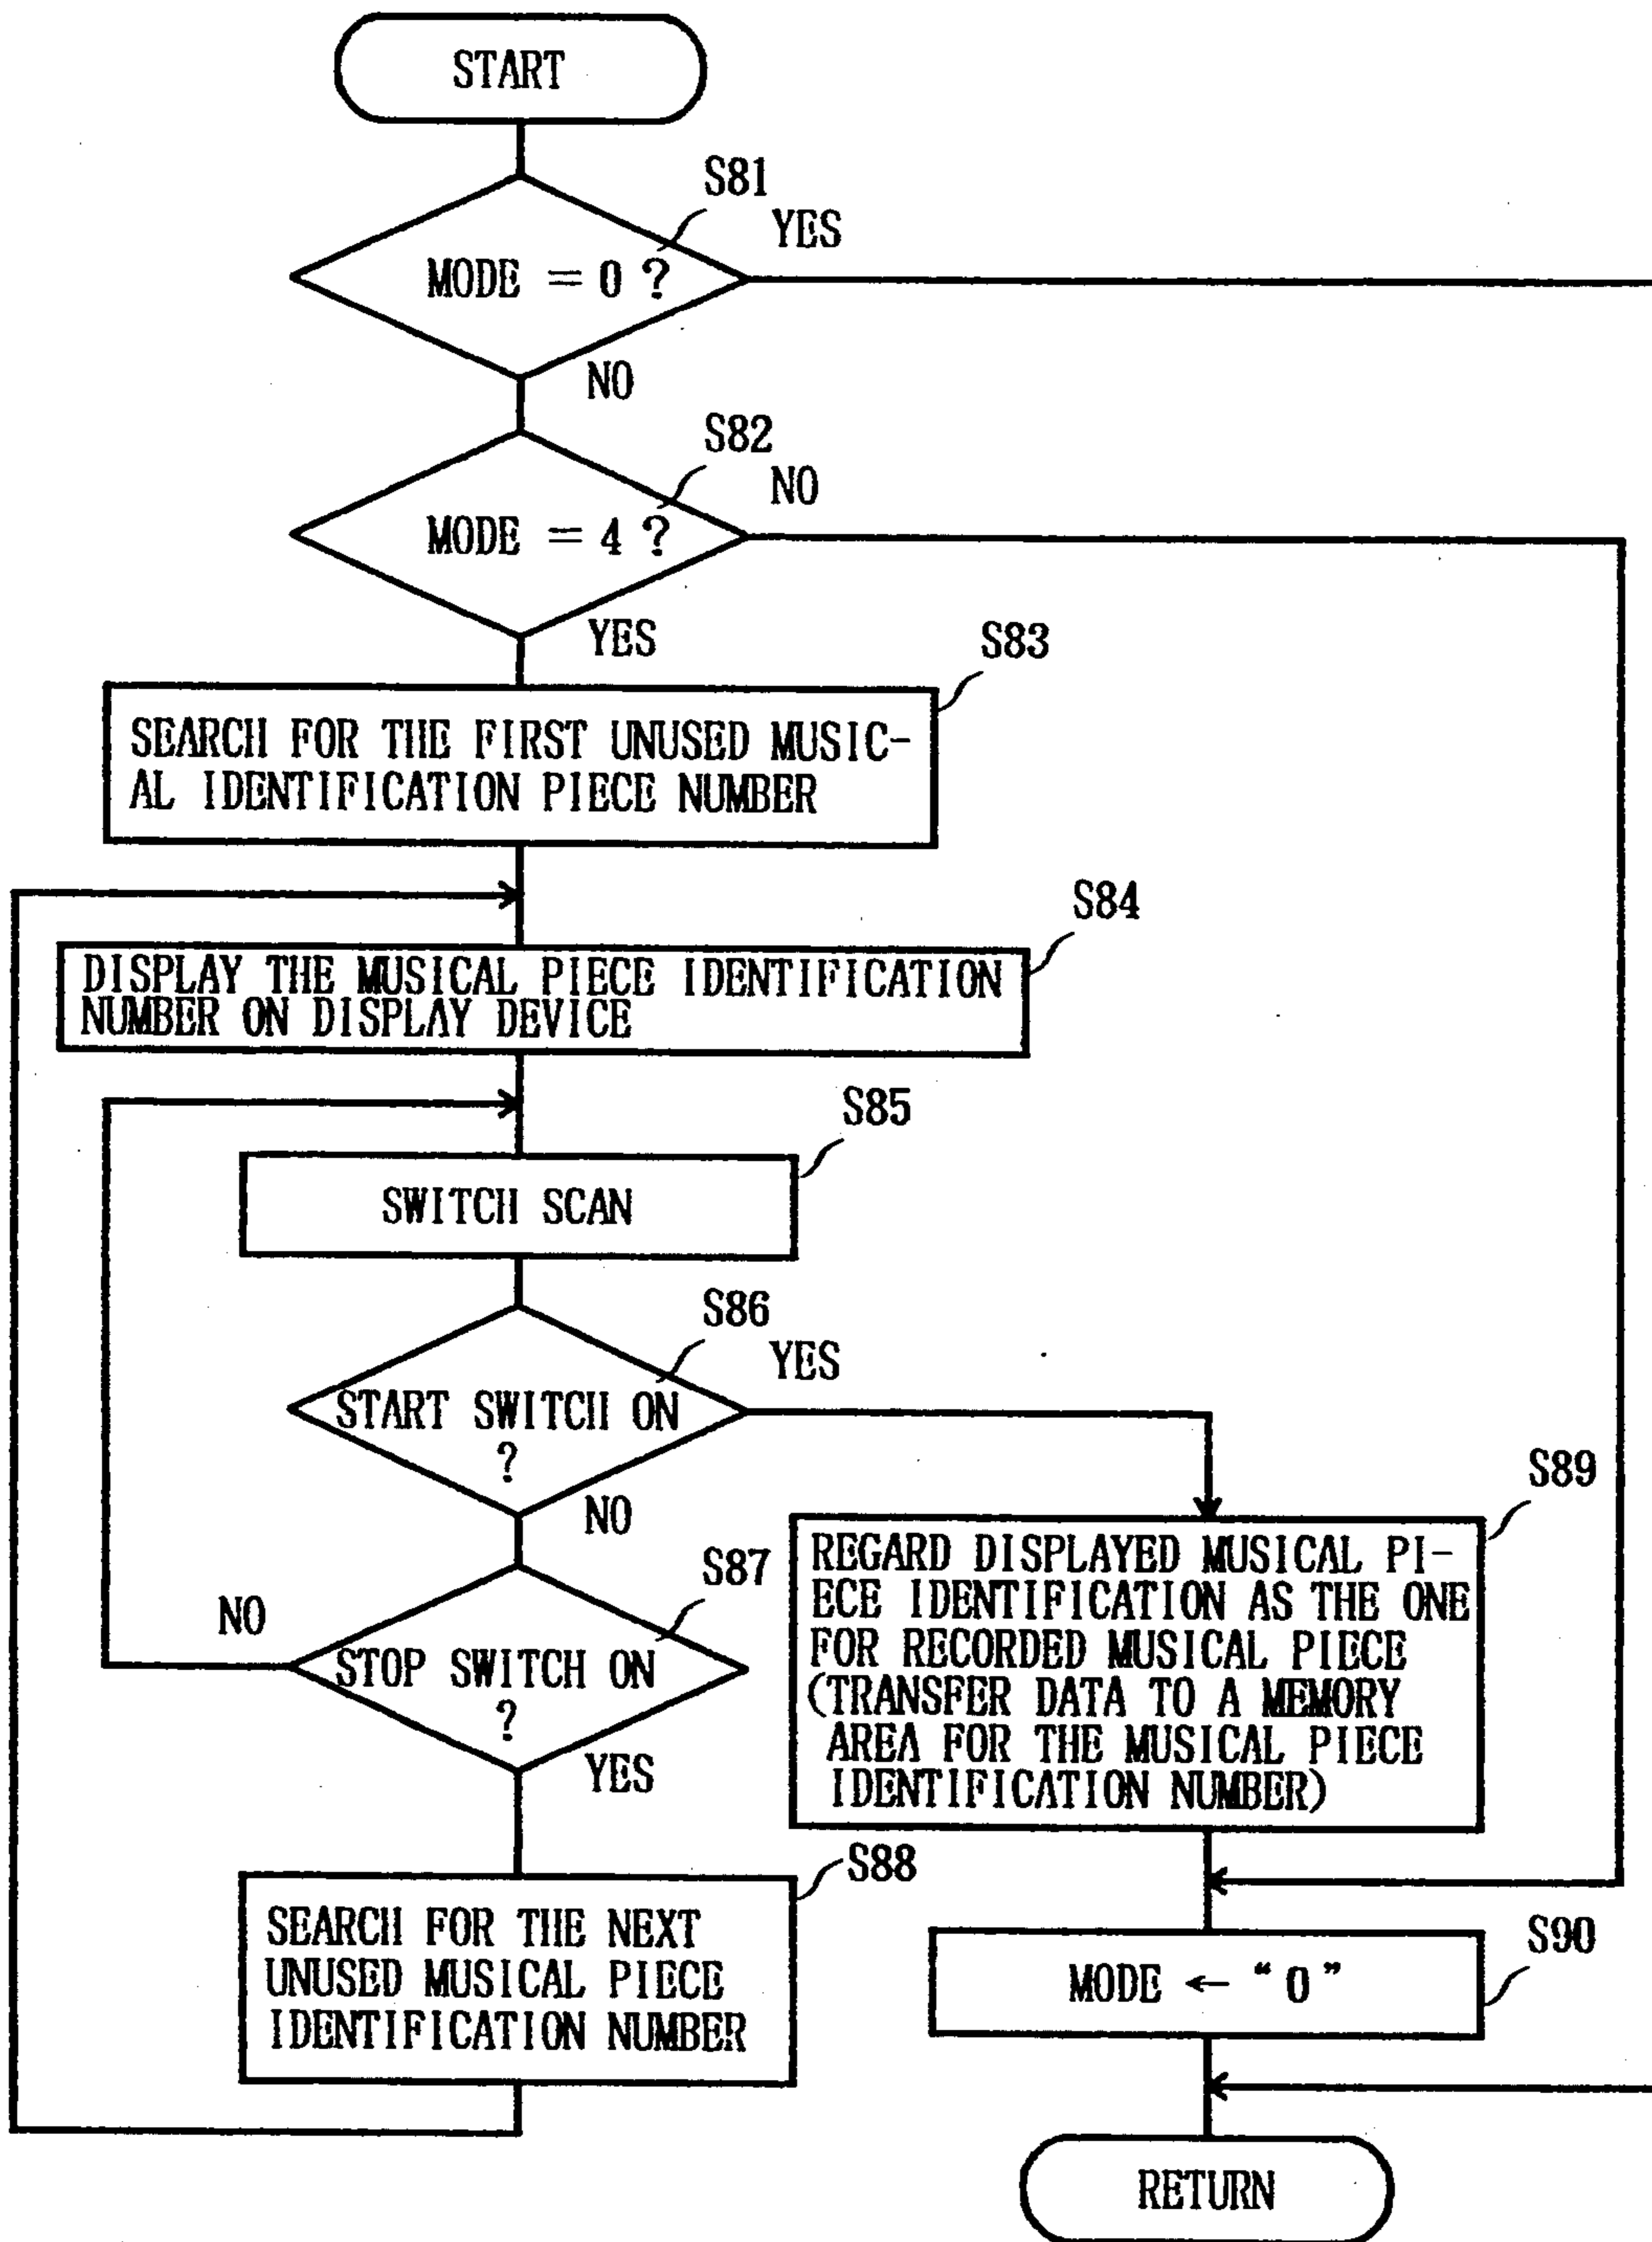 START
S81
YES
MODE = 0 ?
NO
S82
NO
MODE = 4 ?
YES
S83
SEARCH FOR THE FIRST UNUSED MUSIC-
AL IDENTIFICATION PIECE NUMBER
S84
DISPLAY THE MUSICAL PIECE IDENTIFICATION
NUMBER ON DISPLAY DEVICE
S85
SWITCH SCAN
S86
YES
START SWITCH ON
?
NO
S87
NO
STOP SWITCH ON
?
YES
S88
SEARCH FOR THE NEXT
UNUSED MUSICAL PIECE
IDENTIFICATION NUMBER
S89
REGARD DISPLAYED MUSICAL PI-
ECE IDENTIFICATION AS THE ONE
FOR RECORDED MUSICAL PIECE
(TRANSFER DATA TO A MEMORY
AREA FOR THE MUSICAL PIECE
IDENTIFICATION NUMBER)
S90
MODE ← “0”
RETURN